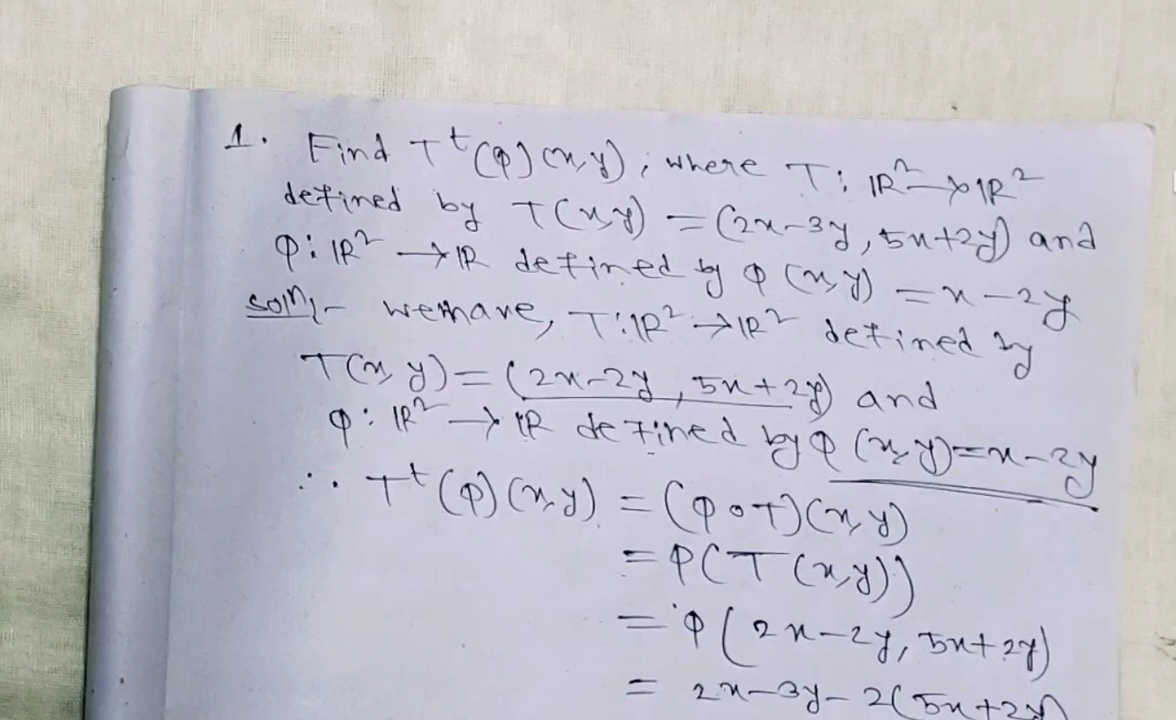 1. Find T^t(φ)(x,y); where T: ℝ²→ℝ²
defined by T(x,y) = (2x-3y, 5x+2y) and
φ: ℝ² → ℝ defined by φ(x,y) = x-2y
Soln:- we have, T: ℝ² → ℝ² defined by
T(x,y) = (2x-2y, 5x+2y) and
φ: ℝ² → ℝ defined by φ(x,y) = x-2y
∴ T^t(φ)(x,y) = (φ∘T)(x,y)
= φ(T(x,y))
= φ(2x-2y, 5x+2y)
= 2x-3y-2(5x+2y)